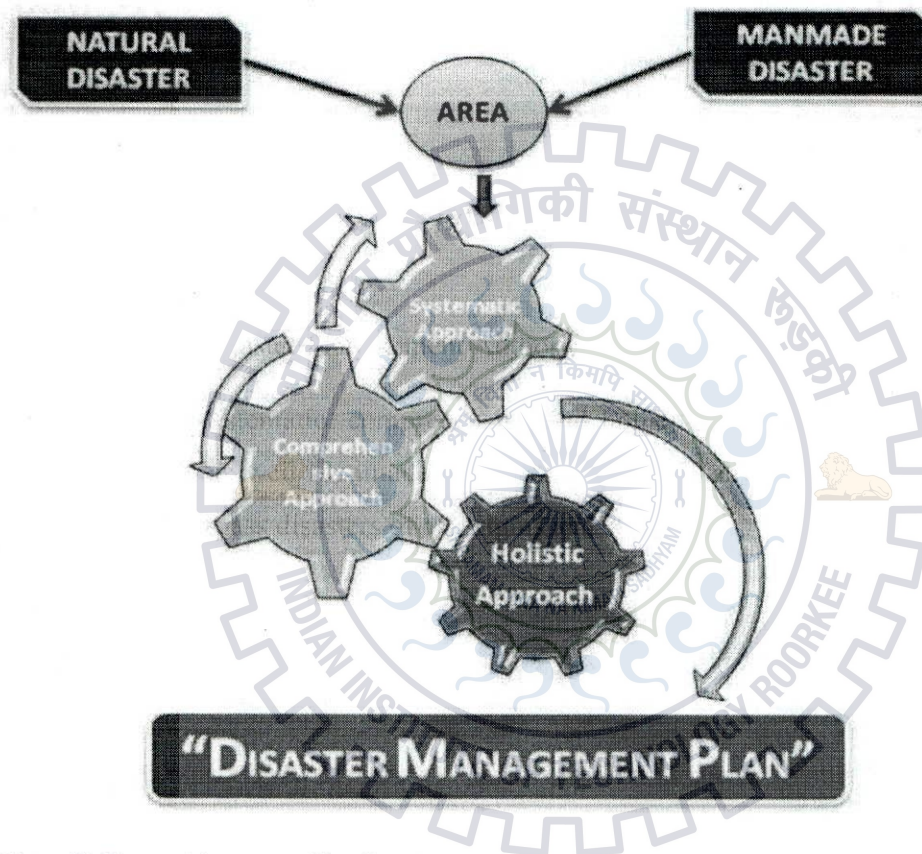 NATURAL
DISASTER
MANMADE
DISASTER
AREA
Systematic
Approach
Comprehen
sive
Approach
Holistic
Approach
“DISASTER MANAGEMENT PLAN”
प्रौद्योगिकी संस्थान रुड़की
INDIAN INSTITUTE OF TECHNOLOGY ROORKEE